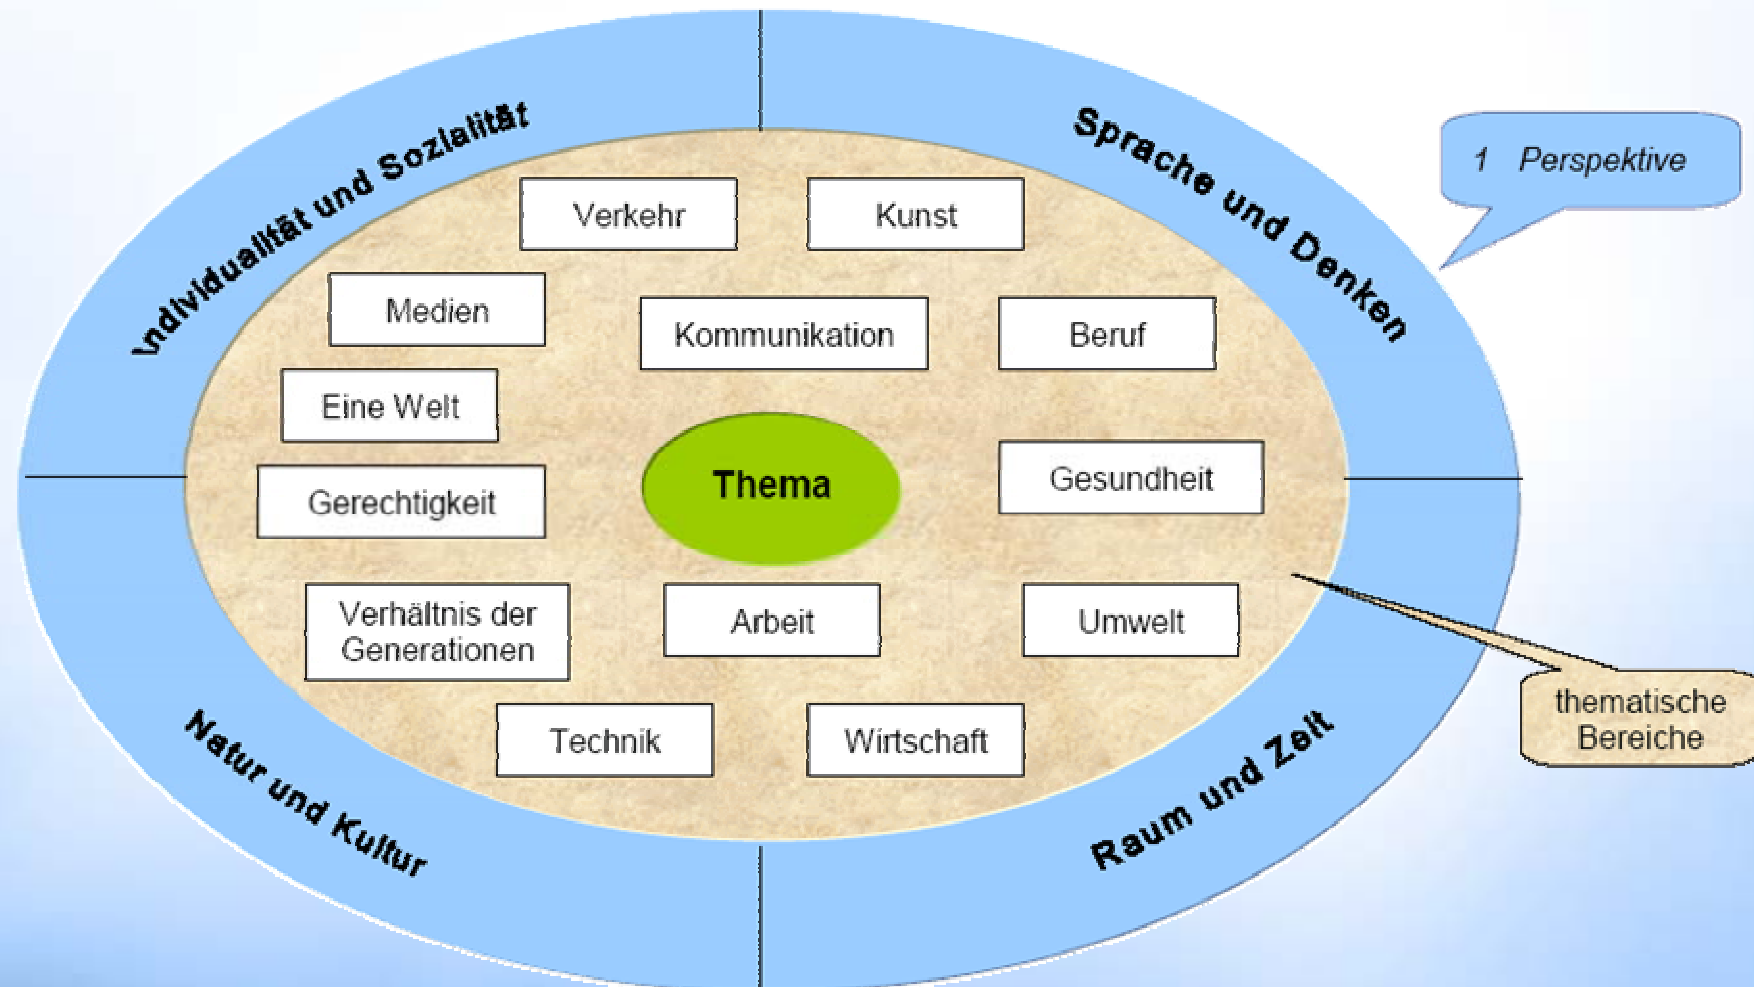 Individualität und Sozialität
Sprache und Denken
1 Perspektive
Verkehr
Kunst
Medien
Kommunikation
Beruf
Eine Welt
Gerechtigkeit
Thema
Gesundheit
Verhältnis der
Generationen
Arbeit
Umwelt
Technik
Wirtschaft
thematische
Bereiche
Natur und Kultur
Raum und Zeit